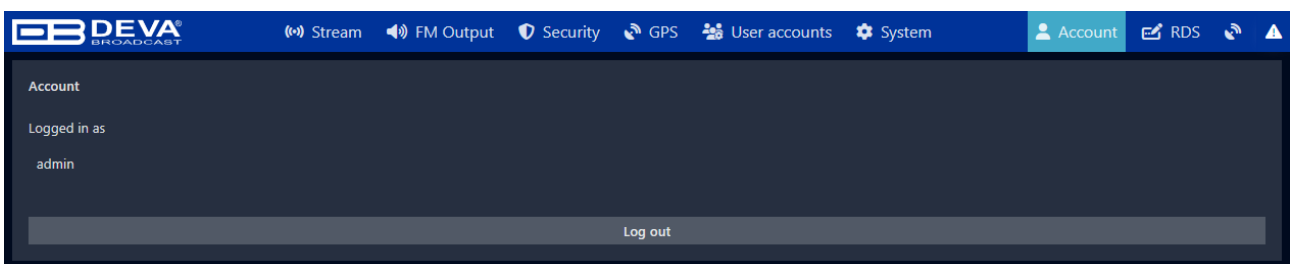 DEVA
BROADCAST
Stream FM Output Security GPS User accounts System Account RDS
Account
Logged in as
admin
Log out